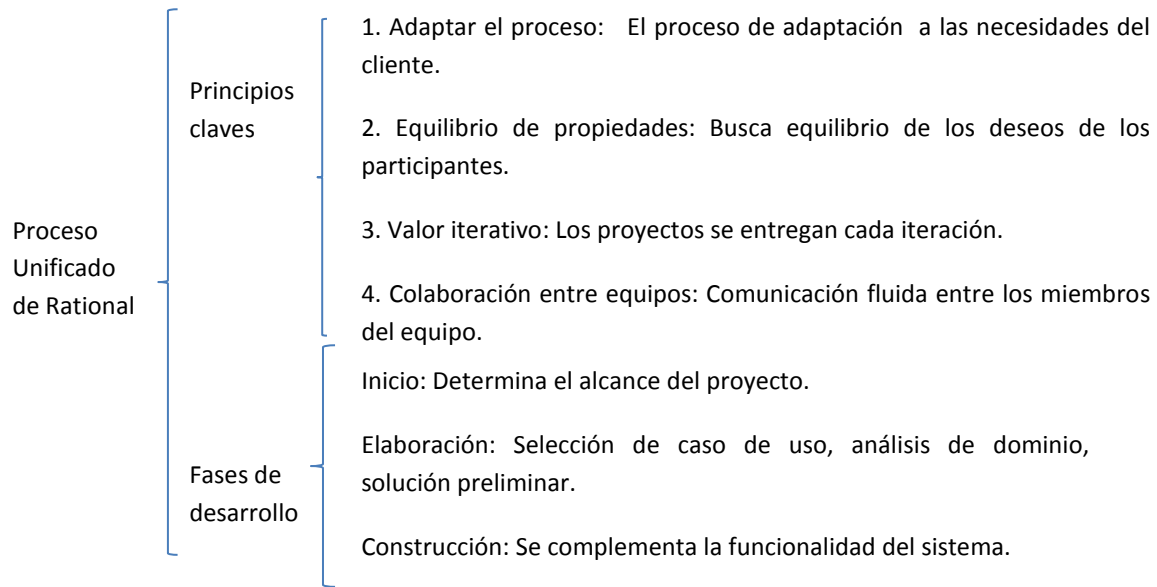 Proceso
Unificado
de Rational
Principios
claves
1. Adaptar el proceso: El proceso de adaptación a las necesidades del
cliente.
2. Equilibrio de propiedades: Busca equilibrio de los deseos de los
participantes.
3. Valor iterativo: Los proyectos se entregan cada iteración.
4. Colaboración entre equipos: Comunicación fluida entre los miembros
del equipo.
Fases de
desarrollo
Inicio: Determina el alcance del proyecto.
Elaboración: Selección de caso de uso, análisis de dominio,
solución preliminar.
Construcción: Se complementa la funcionalidad del sistema.